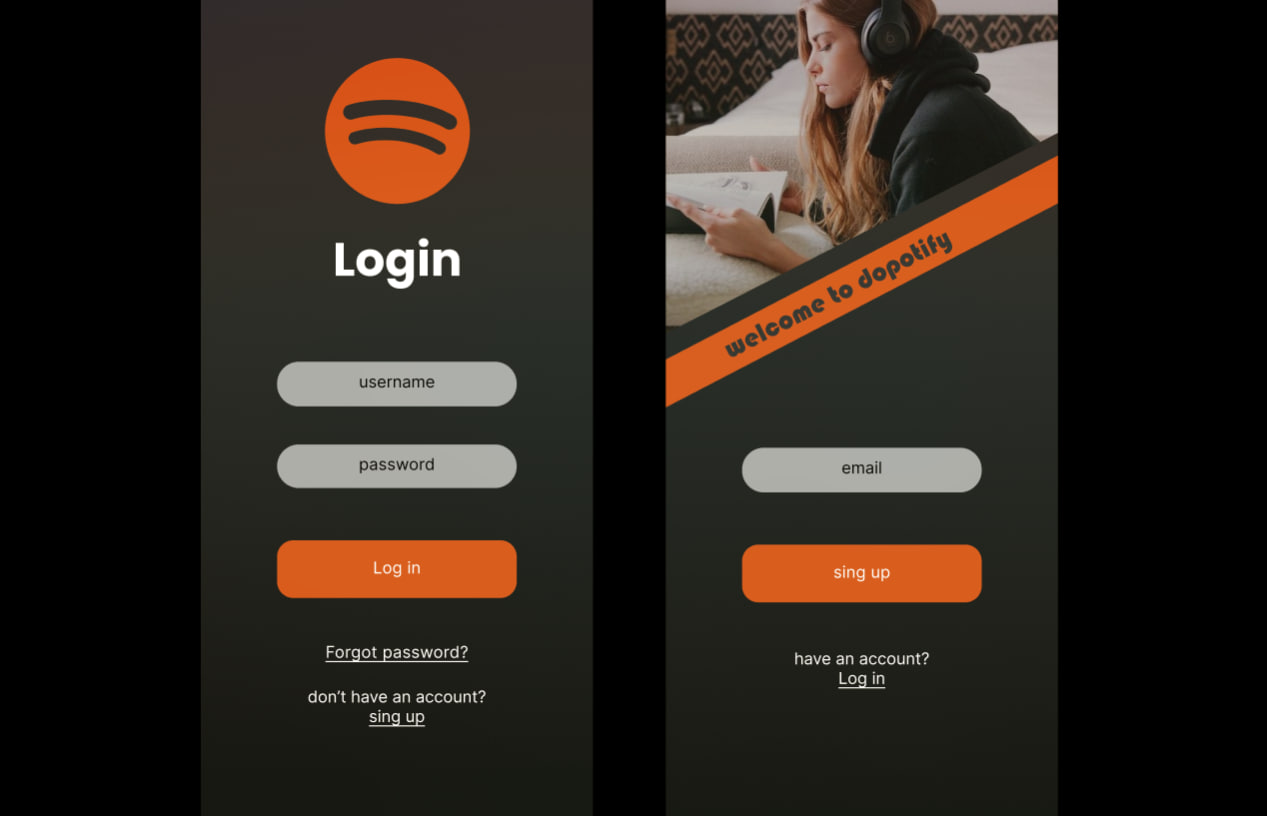 Login
username
password
Log in
Forgot password?
don't have an account?
sing up
welcome to dopotify
email
sing up
have an account?
Log in